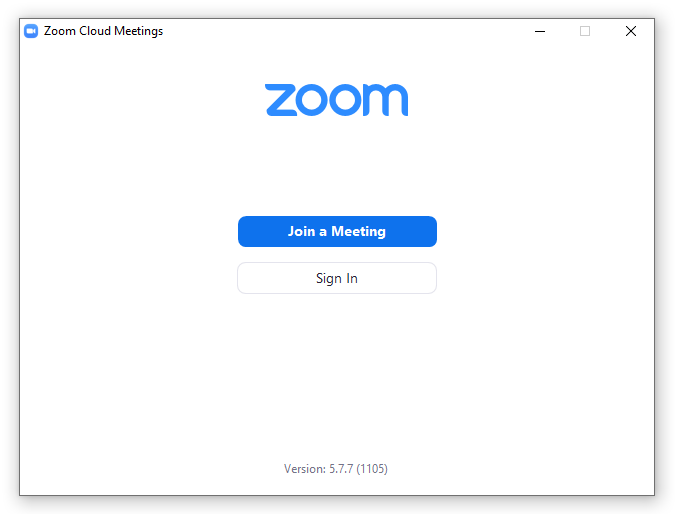 Zoom Cloud Meetings
zoom
Join a Meeting
Sign In
Version: 5.7.7 (1105)